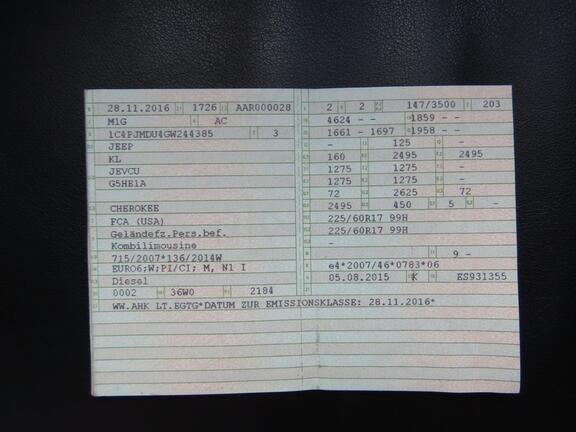 28.11.2016 1726 AAR000028
M1G AC
1C4PJMDU4GW244385 3
JEEP
KL
JEVCU
G5HE1A
CHEROKEE
FCA (USA)
Geländefz.Pers.bef.
Kombilimousine
715/2007*136/2014W
EURO6;W;PI/CI; M, N1 I
Diesel
0002 36W0 2184
2 2 147/3500 203
4624 - - 1859 - -
1661 - 1697 1958 - -
- 125 -
160 2495 2495
1275 1275 -
1275 1275 -
72 2625 72
2495 450 5 -
225/60R17 99H
225/60R17 99H
-
9 -
e4*2007/46*0783*06
05.08.2015 K ES931355
WW.AHK LT.EGTG*DATUM ZUR EMISSIONKLASSE: 28.11.2016*